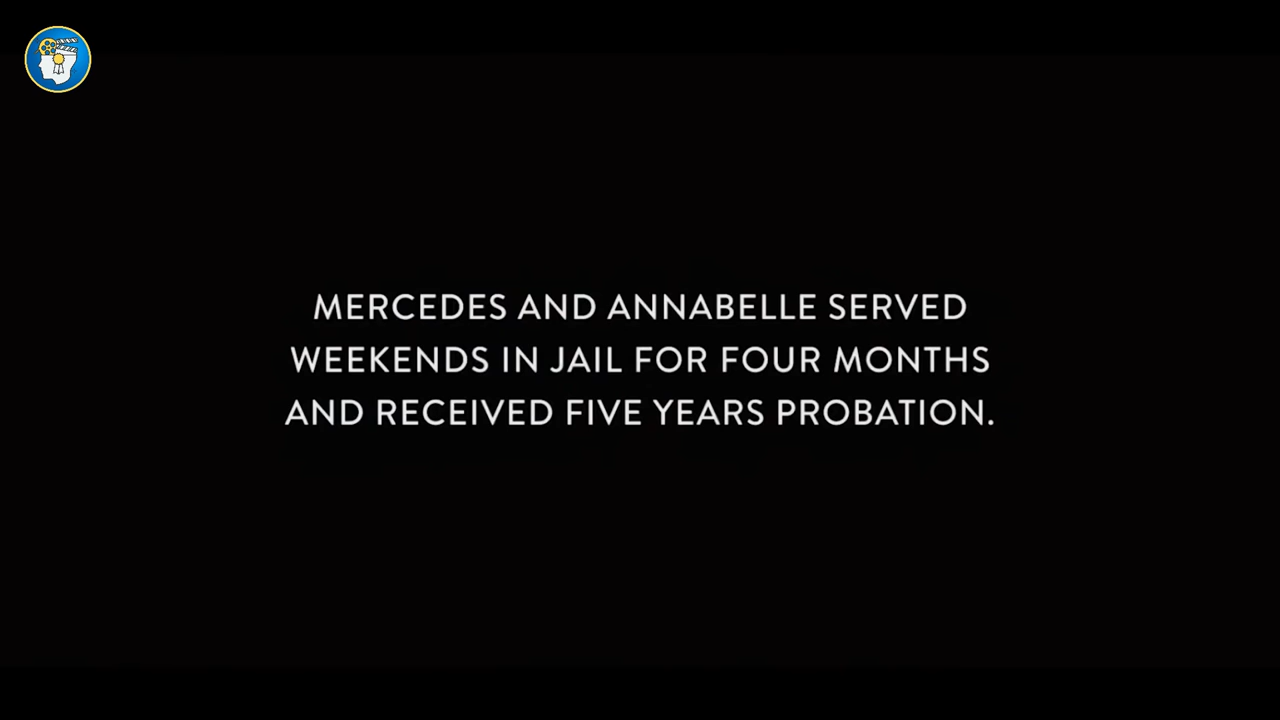 MERCEDES AND ANNABELLE SERVED
WEEKENDS IN JAIL FOR FOUR MONTHS
AND RECEIVED FIVE YEARS PROBATION.